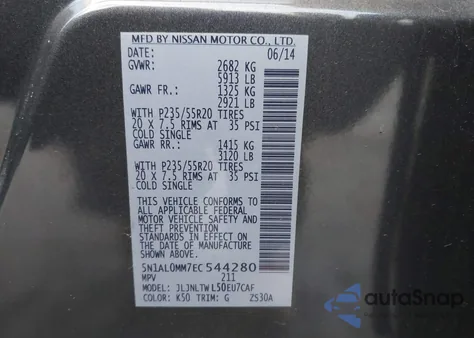 MFD BY NISSAN MOTOR CO., LTD.
DATE: 06/14
GVWR: 2682 KG
5913 LB
GAWR FR.: 1325 KG
2921 LB
WITH P235/55R20 TIRES
20 X 7.5 RIMS AT 35 PSI
COLD SINGLE
GAWR RR.: 1415 KG
3120 LB
WITH P235/55R20 TIRES
20 X 7.5 RIMS AT 35 PSI
COLD SINGLE
THIS VEHICLE CONFORMS TO
ALL APPLICABLE FEDERAL
MOTOR VEHICLE SAFETY
AND THEFT PREVENTION
STANDARDS IN EFFECT ON
THE DATE OF MANUFACTURE
SHOWN ABOVE.
5N1AL0MM7EC544280
MPV 211
MODEL: JLJNLTW L50EU7CAF
COLOR: K50 TRIM: G ZS30A
autoSnap